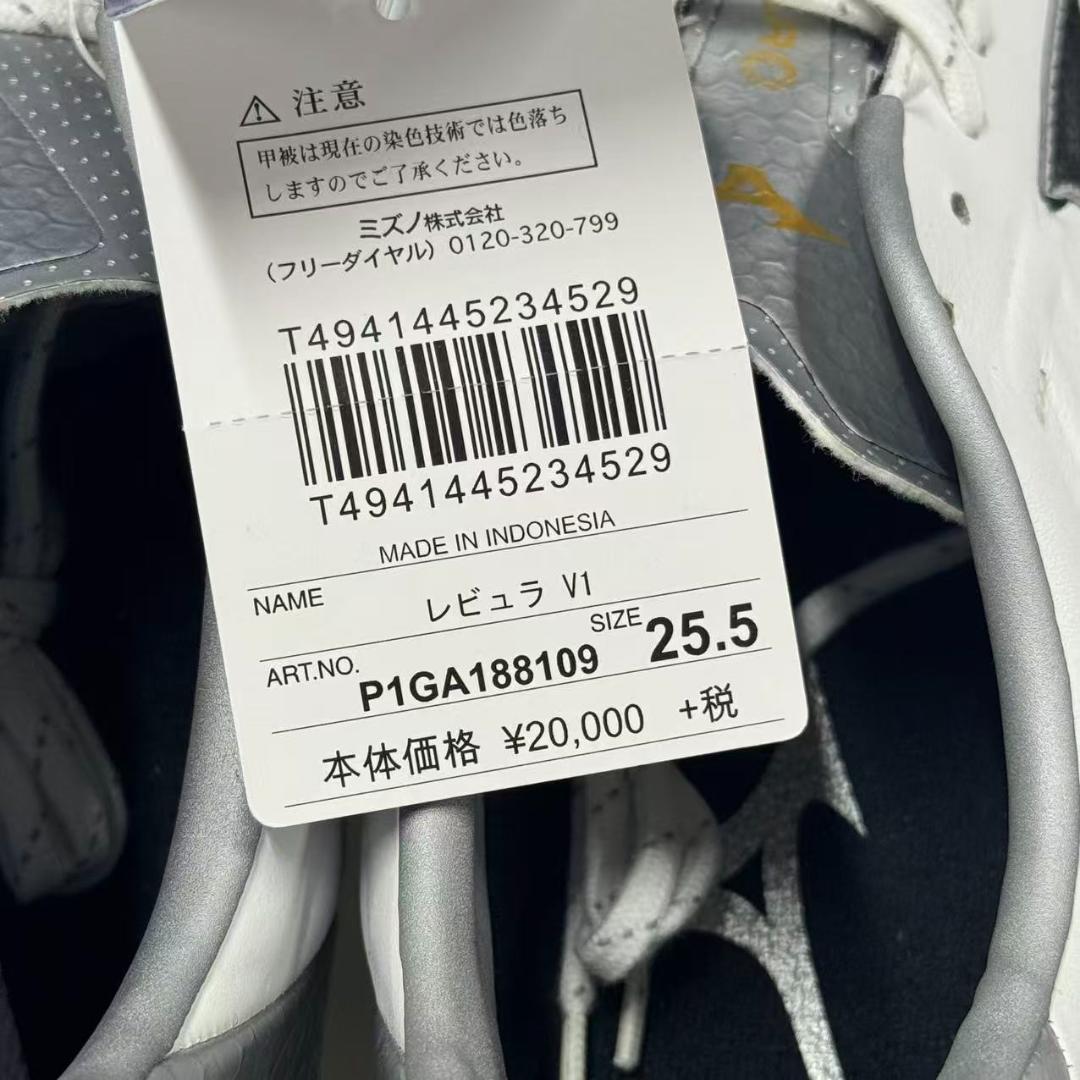 注意
甲被は現在の染色技術では色落ち
しますのでご了承ください。
ミズノ株式会社
(フリーダイヤル) 0120-320-799
T4941445234529
T4941445234529
MADE IN INDONESIA
NAME レビュラ V1
ART.NO. P1GA188109 SIZE 25.5
本体価格 ¥20,000 +税